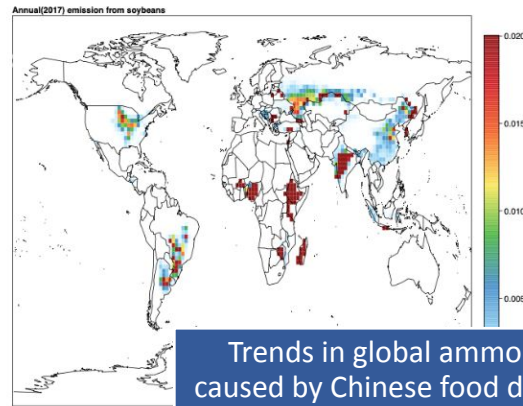 Annual(2017) emission from soybeans
0.020
0.015
0.010
0.005
Trends in global ammo
caused by Chinese food d